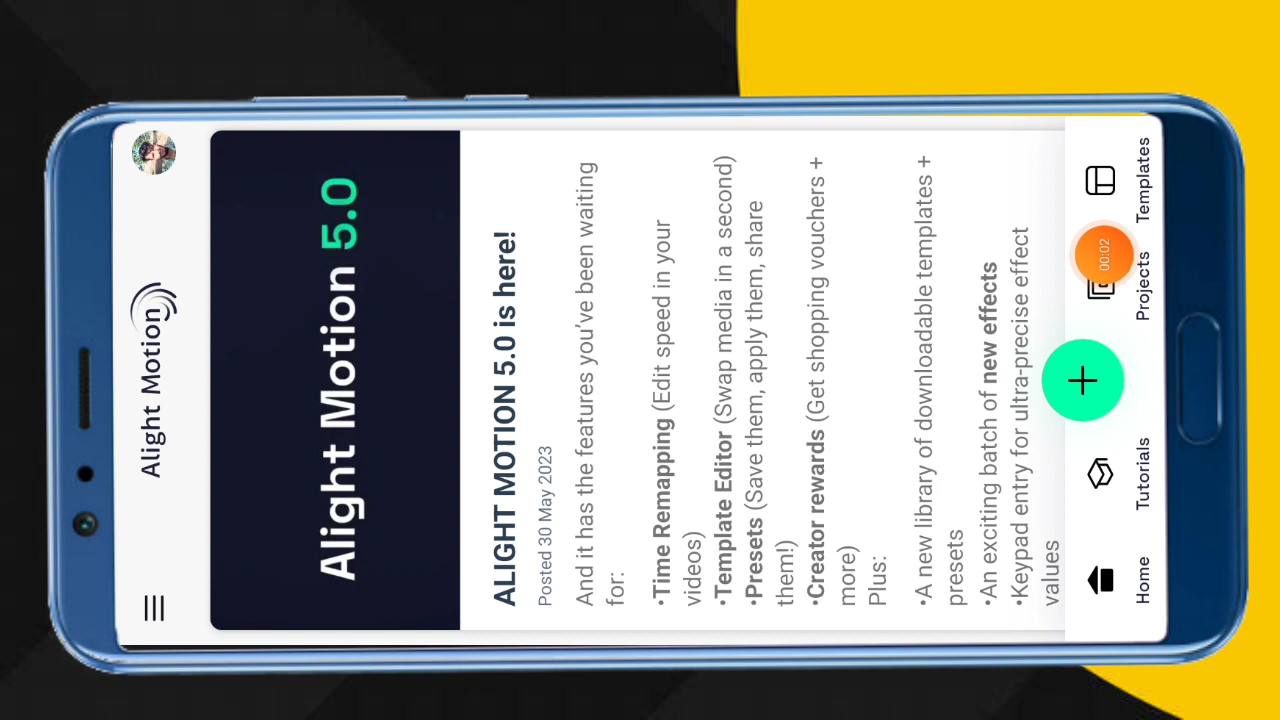 Alight Motion
Alight Motion 5.0
ALIGHT MOTION 5.0 is here!
Posted 30 May 2023
And it has the features you've been waiting
for:
•Time Remapping (Edit speed in your
videos)
•Template Editor (Swap media in a second)
•Presets (Save them, apply them, share
them!)
•Creator rewards (Get shopping vouchers +
more)
Plus:
•A new library of downloadable templates +
presets
•An exciting batch of new effects
•Keypad entry for ultra-precise effect
values
00:02
Home
Tutorials
Projects
Templates